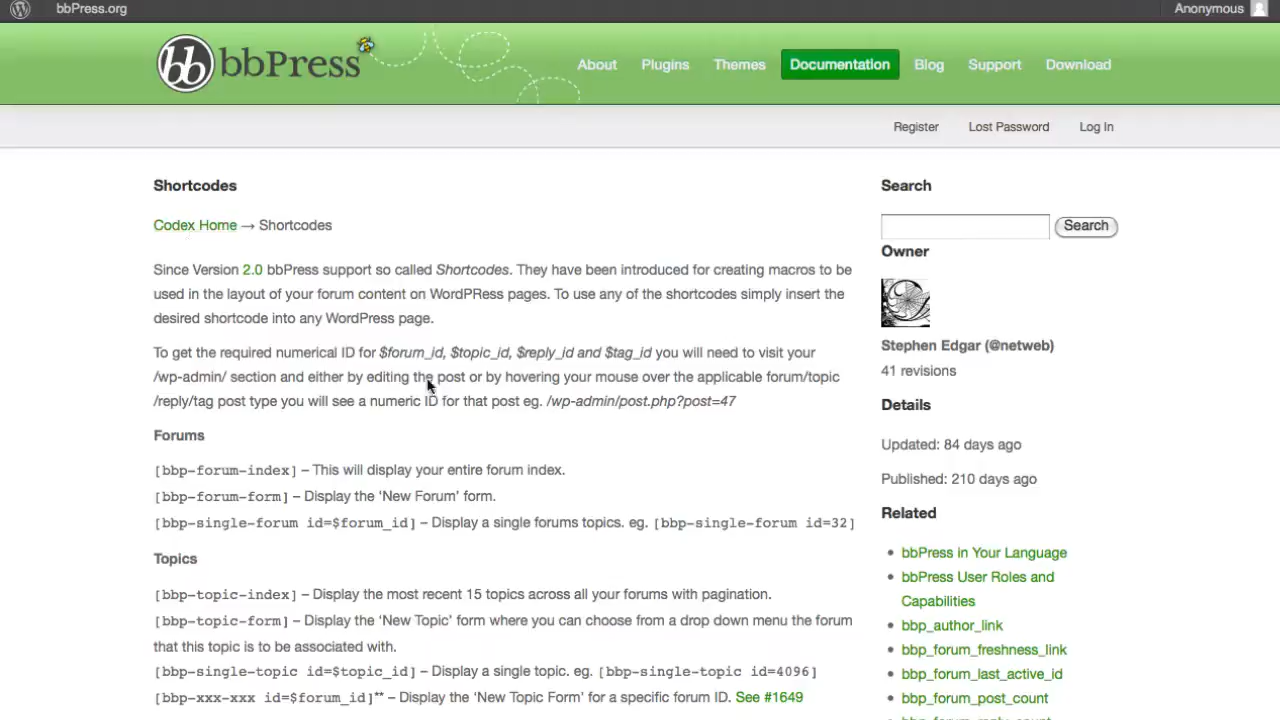 bbPress.org
Anonymous
bb bbPress
About
Plugins
Themes
Documentation
Blog
Support
Download
Register
Lost Password
Log In
Shortcodes
Codex Home → Shortcodes
Since Version 2.0 bbPress support so called Shortcodes. They have been introduced for creating macros to be
used in the layout of your forum content on WordPRess pages. To use any of the shortcodes simply insert the
desired shortcode into any WordPress page.
To get the required numerical ID for $forum_id, $topic_id, $reply_id and $tag_id you will need to visit your
/wp-admin/ section and either by editing the post or by hovering your mouse over the applicable forum/topic
/reply/tag post type you will see a numeric ID for that post eg. /wp-admin/post.php?post=47
Forums
[bbp-forum-index] – This will display your entire forum index.
[bbp-forum-form] – Display the ‘New Forum’ form.
[bbp-single-forum id=$forum_id] – Display a single forums topics. eg. [bbp-single-forum id=32]
Topics
[bbp-topic-index] – Display the most recent 15 topics across all your forums with pagination.
[bbp-topic-form] – Display the ‘New Topic’ form where you can choose from a drop down menu the forum
that this topic is to be associated with.
[bbp-single-topic id=$topic_id] – Display a single topic. eg. [bbp-single-topic id=4096]
[bbp-xxx-xxx id=$forum_id]** – Display the ‘New Topic Form’ for a specific forum ID. See #1649
Search
Search
Owner
Stephen Edgar (@netweb)
41 revisions
Details
Updated: 84 days ago
Published: 210 days ago
Related
bbPress in Your Language
bbPress User Roles and
Capabilities
bbp_author_link
bbp_forum_freshness_link
bbp_forum_last_active_id
bbp_forum_post_count